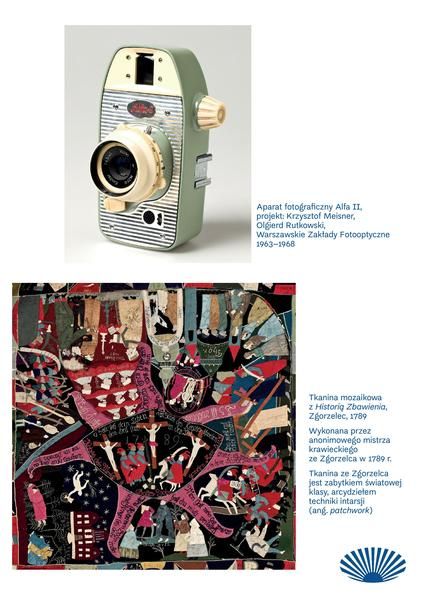 Aparat fotograficzny Alfa II,
projekt: Krzysztof Meisner,
Olgierd Rutkowski,
Warszawskie Zakłady Fotooptyczne
1963–1968
Tkanina mozaikowa
z Historią Zbawienia,
Zgorzelec, 1789
Wykonana przez
anonimowego mistrza
krawieckiego
ze Zgorzelca w 1789 r.
Tkanina ze Zgorzelca
jest zabytkiem światowej
klasy, arcydziełem
techniki intarsji
(ang. patchwork)